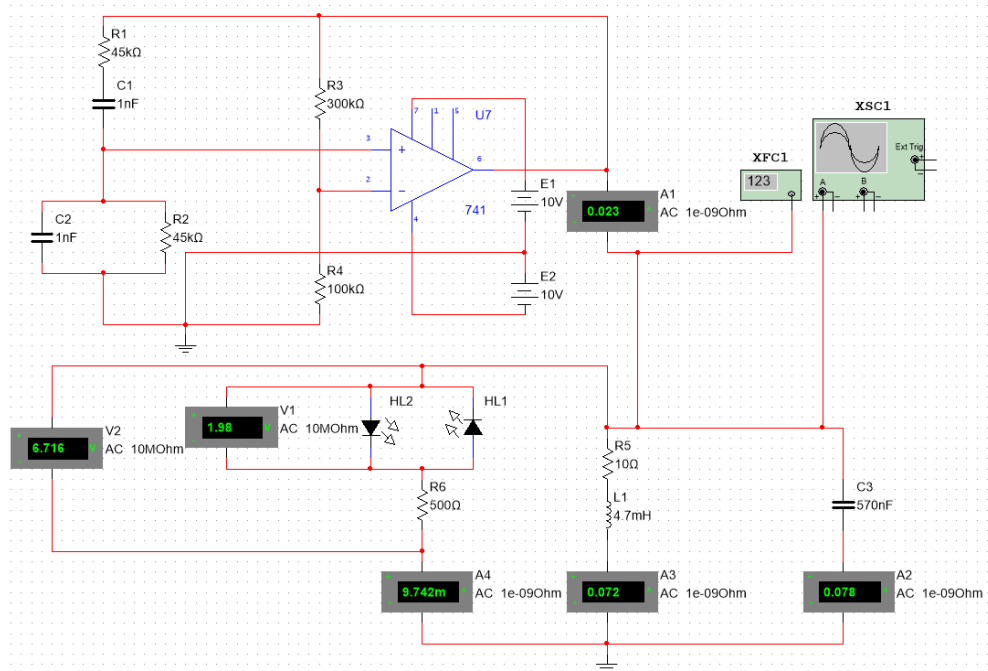 R1
45kΩ
C1
1nF
R3
300kΩ
U7
7
1
5
3
6
2
4
741
E1
10V
XFC1
123
XSC1
Ext Trig
A
B
A1
0.023
AC 1e-09Ohm
C2
1nF
R2
45kΩ
R4
100kΩ
E2
10V
V2
6.716 V
AC 10MOhm
V1
1.98 V
AC 10MOhm
HL2
HL1
R6
500Ω
R5
10Ω
L1
4.7mH
C3
570nF
A4
9.742m
AC 1e-09Ohm
A3
0.072
AC 1e-09Ohm
A2
0.078
AC 1e-09Ohm